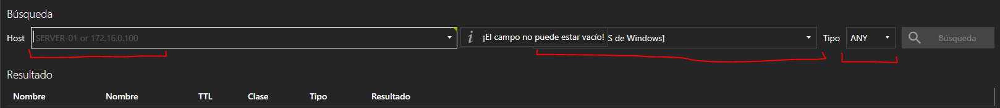 Búsqueda
Host SERVER-01 or 172.16.0.100 ¡El campo no puede estar vacío! S de Windows] Tipo ANY Búsqueda
Resultado
Nombre Nombre TTL Clase Tipo Resultado